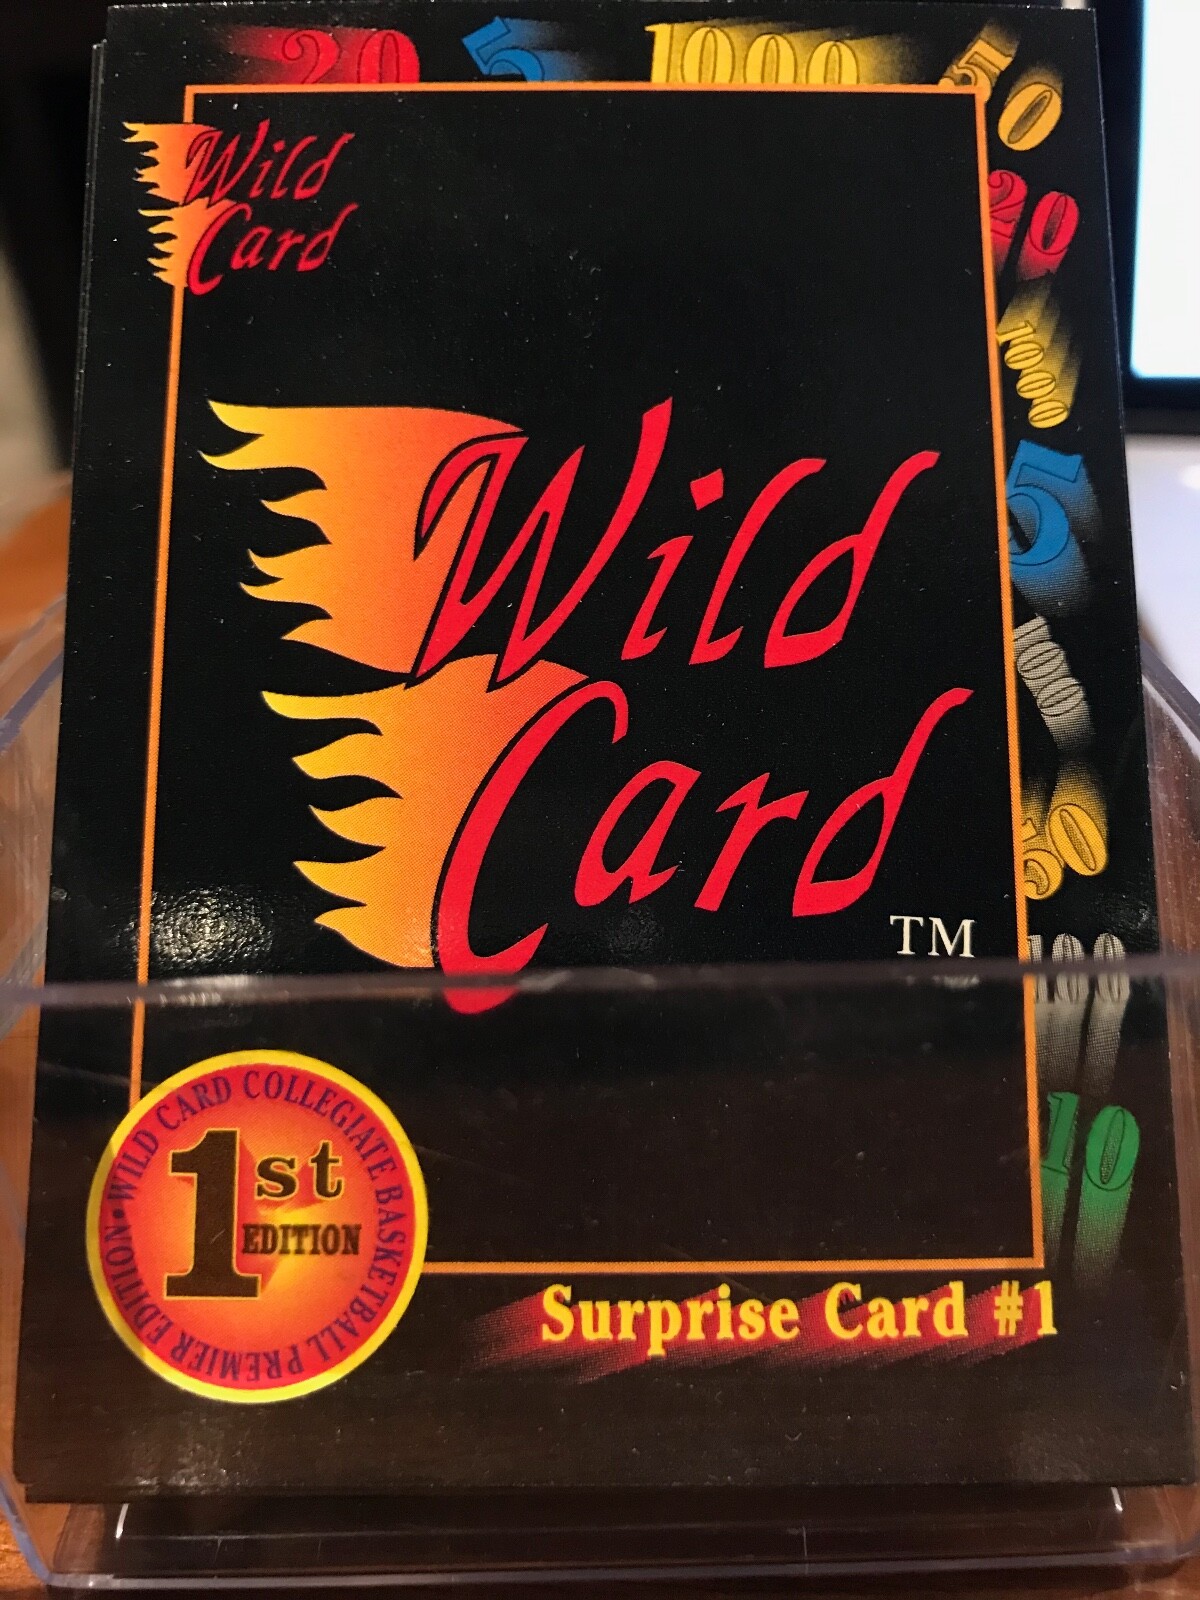 20 5 1000 50
Wild
Card
20
1000
5
100
50
100
10
Wild
Card
TM
WILD CARD COLLEGIATE BASKETBALL PREMIER EDITION •
1st
EDITION
Surprise Card #1